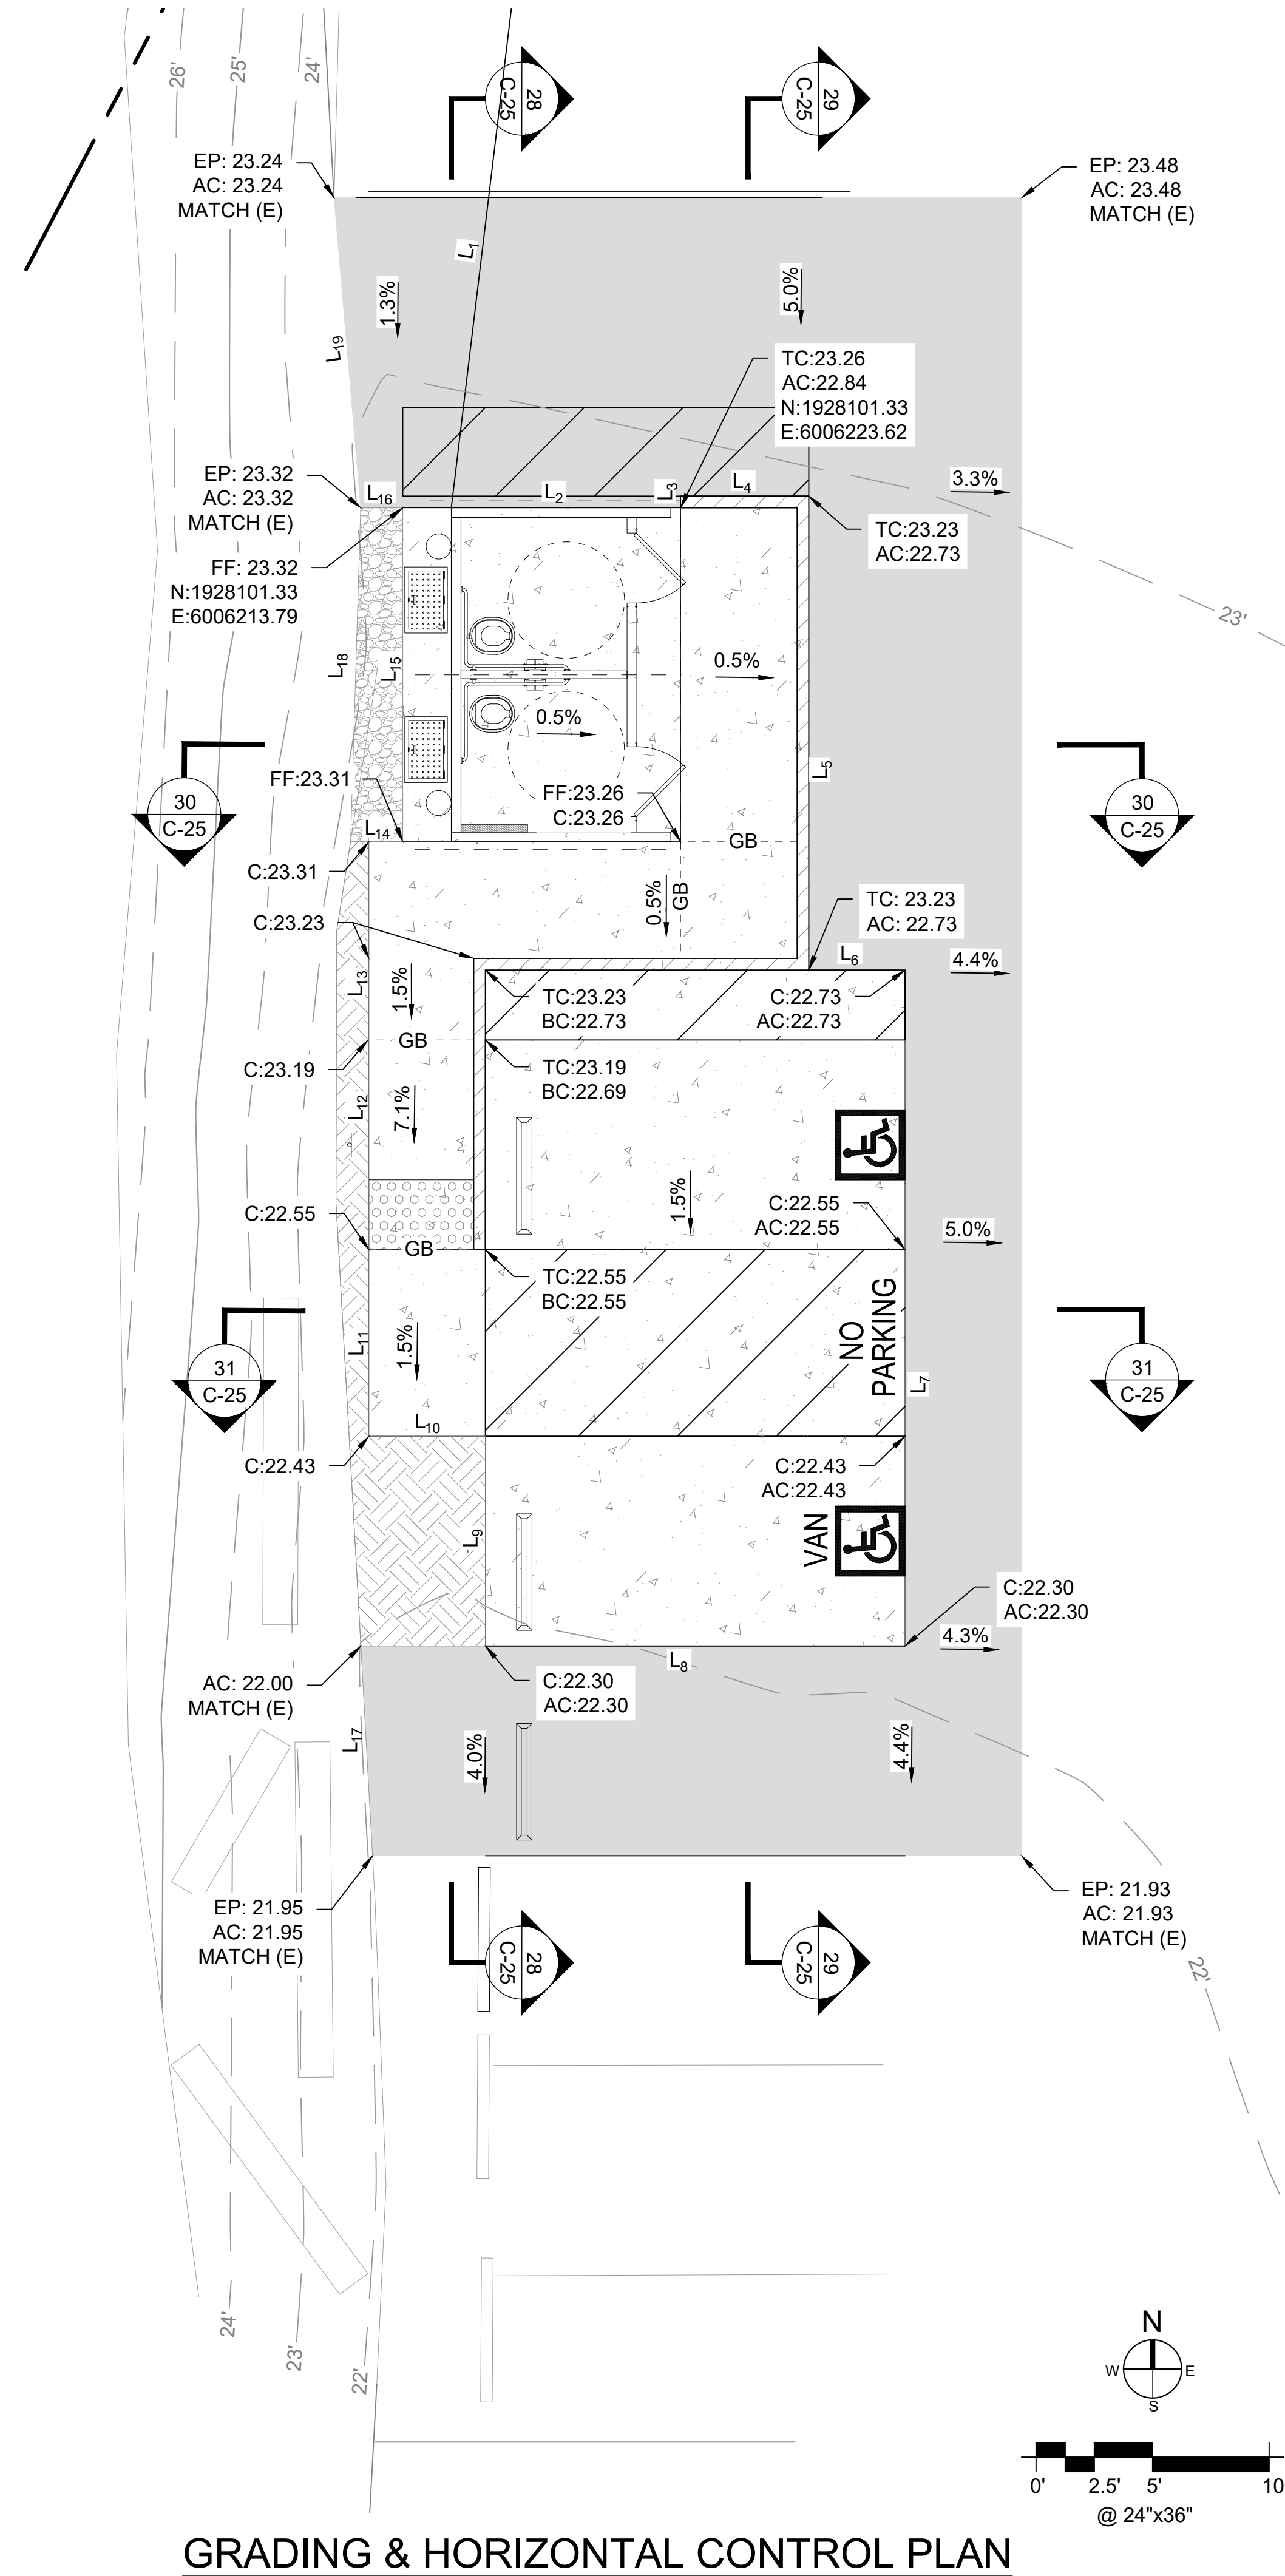 26'
25'
24'
28
C-25
29
C-25
EP: 23.24
AC: 23.24
MATCH (E)
EP: 23.48
AC: 23.48
MATCH (E)
L1
1.3%
5.0%
L19
TC:23.26
AC:22.84
N:1928101.33
E:6006223.62
EP: 23.32
AC: 23.32
MATCH (E)
L16
L2
L3
L4
3.3%
TC:23.23
AC:22.73
FF: 23.32
N:1928101.33
E:6006213.79
23'
L18
L15
0.5%
0.5%
L5
30
C-25
FF:23.31
FF:23.26
C:23.26
30
C-25
L14
GB
C:23.31
0.5%
GB
TC: 23.23
AC: 22.73
C:23.23
L6
4.4%
L13
1.5%
TC:23.23
BC:22.73
C:22.73
AC:22.73
GB
C:23.19
TC:23.19
BC:22.69
L12
7.1%
1.5%
C:22.55
AC:22.55
C:22.55
GB
5.0%
TC:22.55
BC:22.55
L11
1.5%
NO
PARKING
31
C-25
L7
31
C-25
L10
C:22.43
C:22.43
AC:22.43
L9
VAN
C:22.30
AC:22.30
4.3%
L8
AC: 22.00
MATCH (E)
C:22.30
AC:22.30
L17
4.0%
4.4%
EP: 21.95
AC: 21.95
MATCH (E)
EP: 21.93
AC: 21.93
MATCH (E)
28
C-25
29
C-25
22'
24'
23'
22'
N
W
E
S
0'
2.5'
5'
10
@ 24"x36"
GRADING & HORIZONTAL CONTROL PLAN